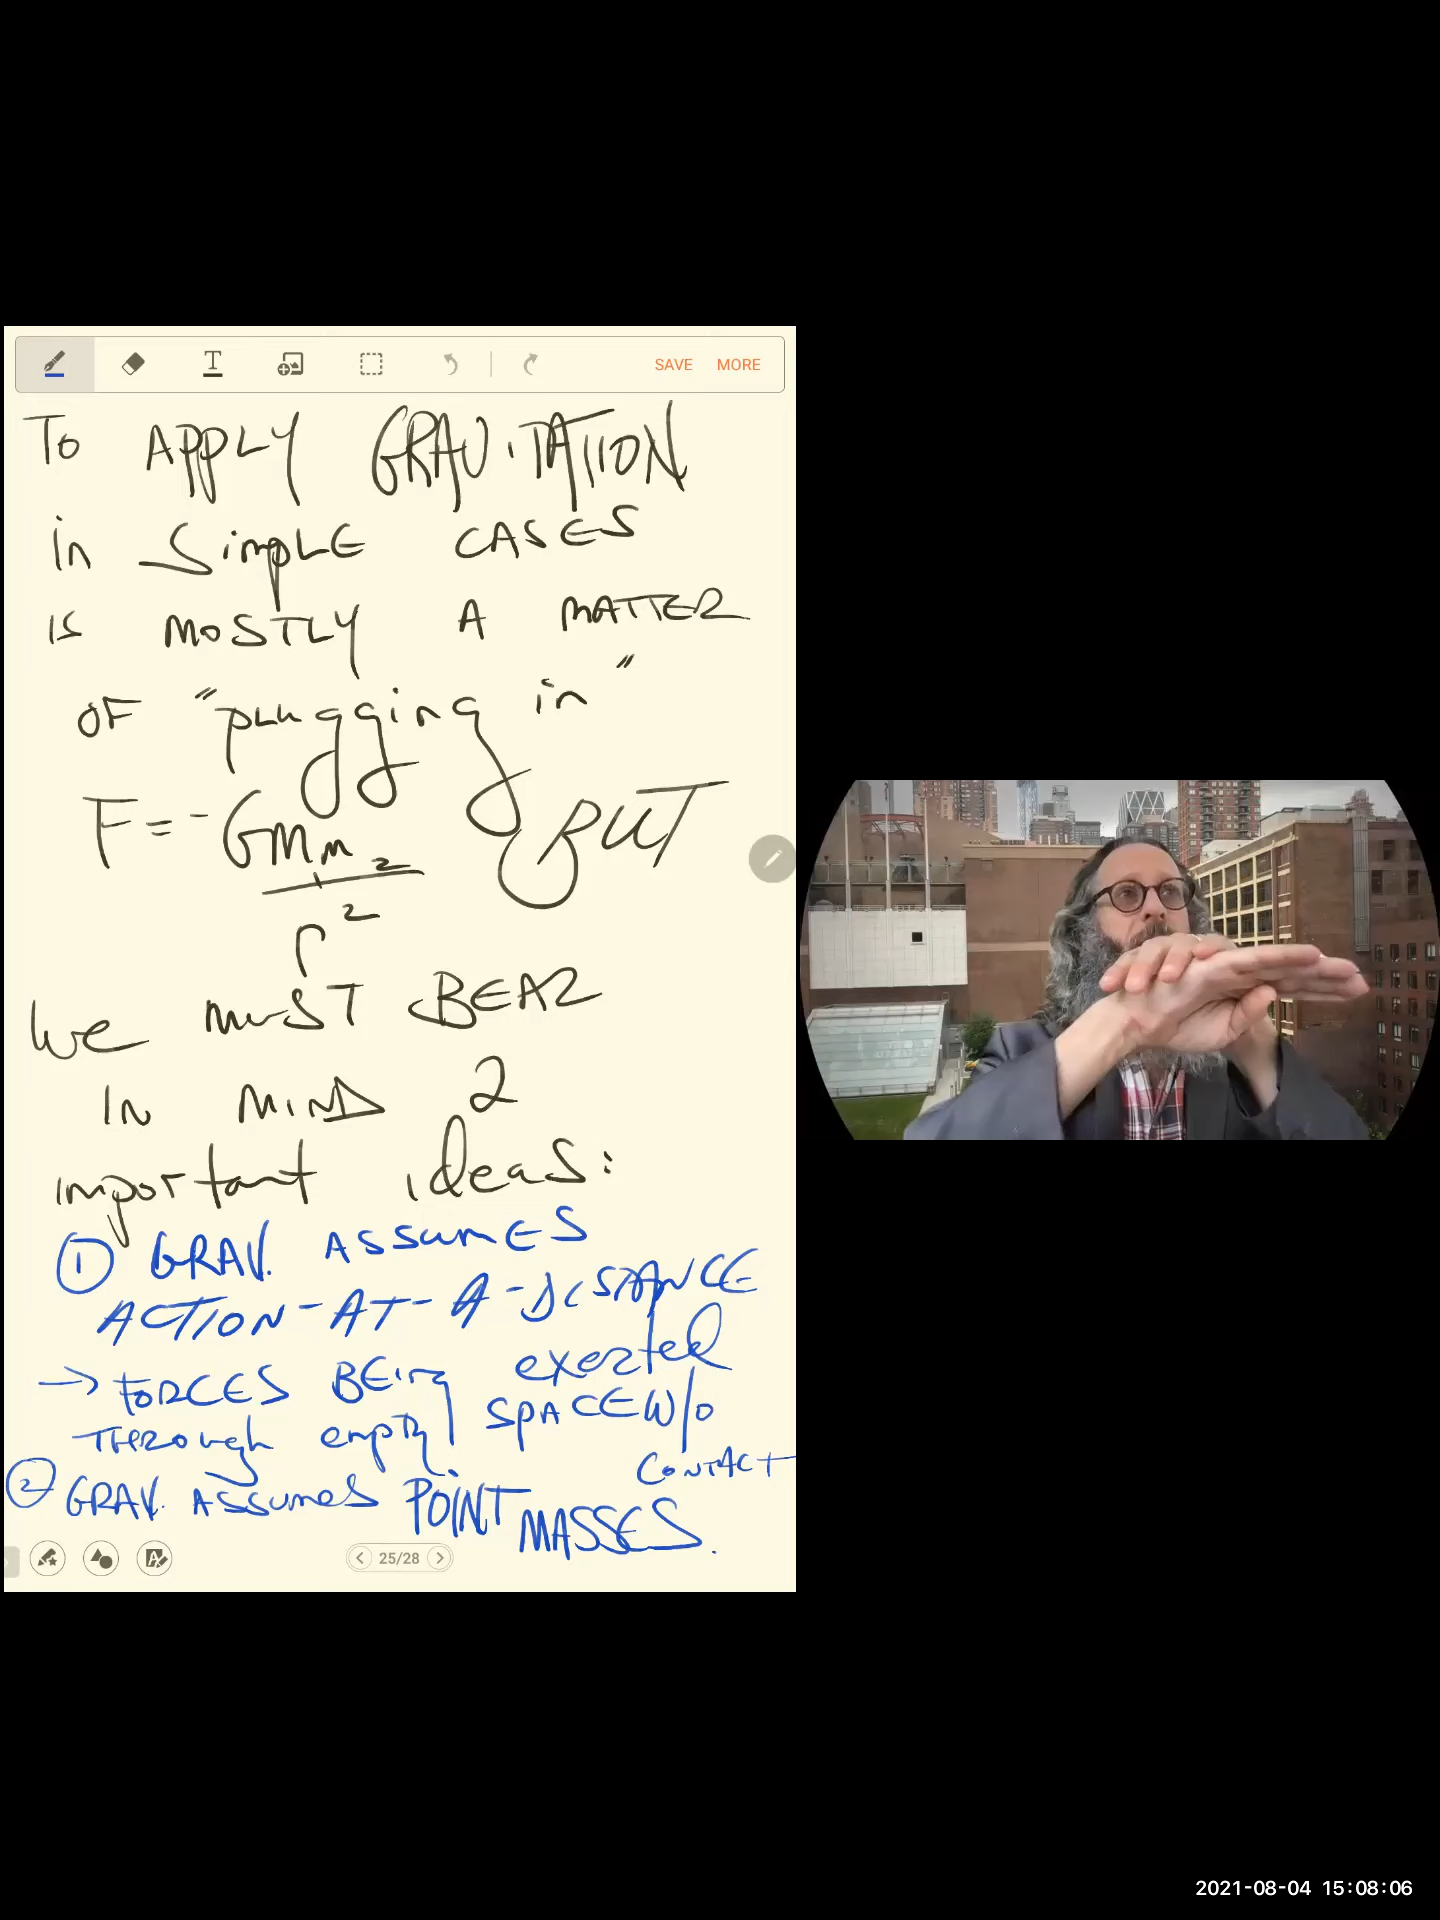 T
SAVE MORE
To APPLY GRAVITATION
in SimpLE CASES
is MOSTLY A MATTER
OF "plugging in"
F = -Gm₁m₂ BUT
r²
We must BEAR
IN MIND 2
important ideas:
① GRAV. ASSUMES
ACTION-AT-A-DISTANCE
→ FORCES BEing exerted
THROUGH empty SPACE W/O
CONTACT
② GRAV. ASSUMES POINT MASSES.
25/28
2021-08-04 15:08:06